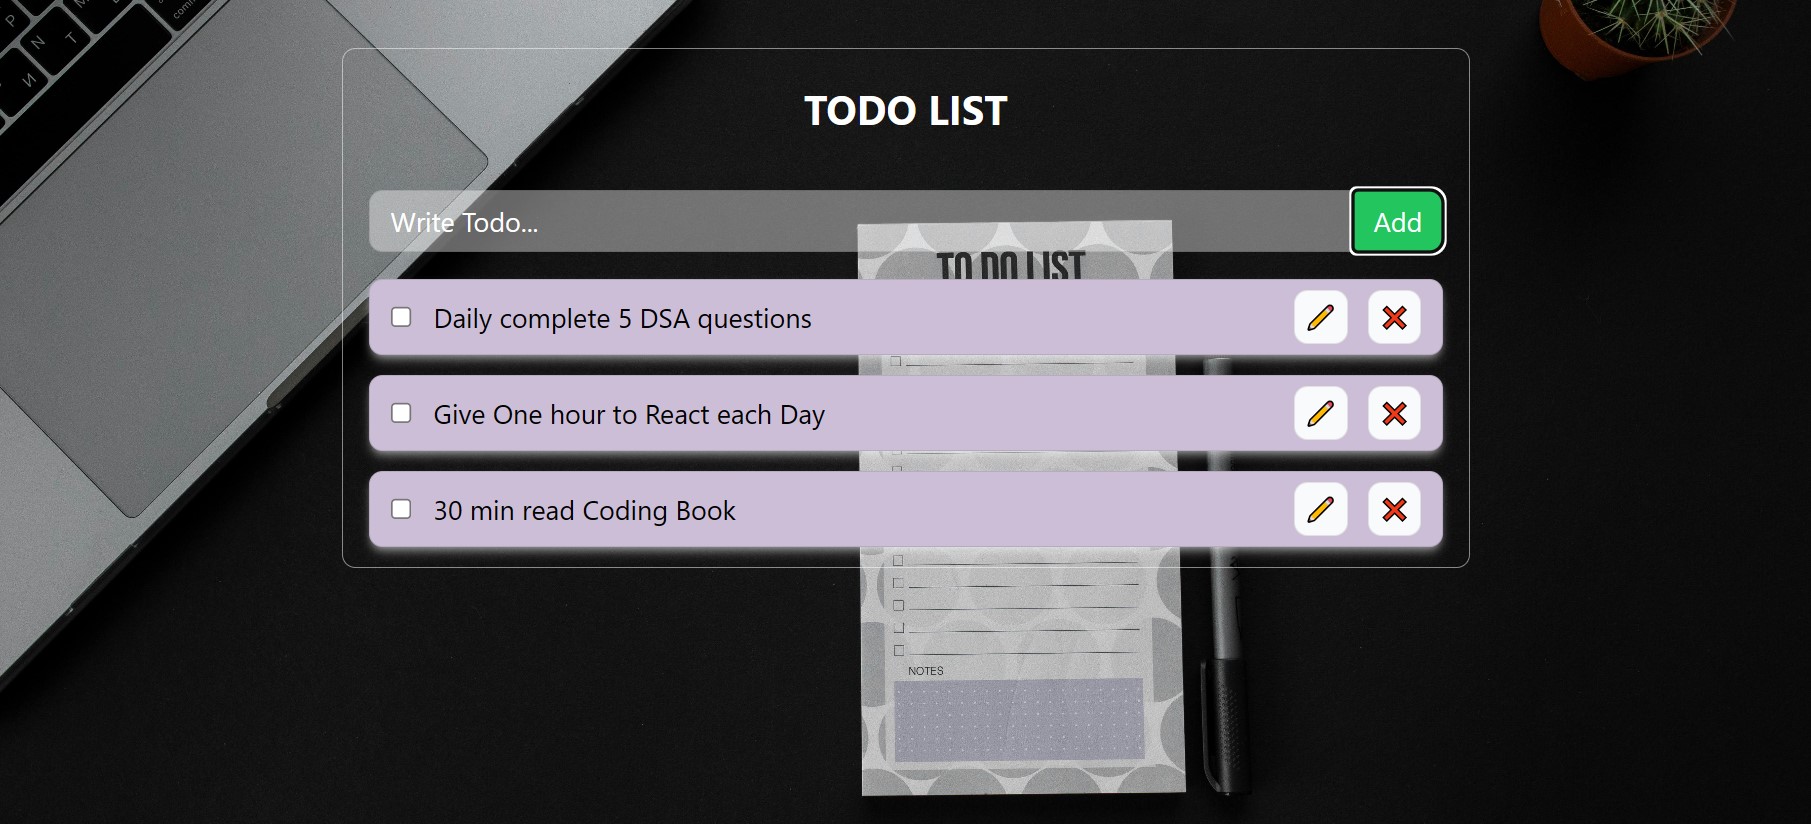 TODO LIST
Write Todo...
Add
TO DO LIST
Daily complete 5 DSA questions
Give One hour to React each Day
30 min read Coding Book
NOTES